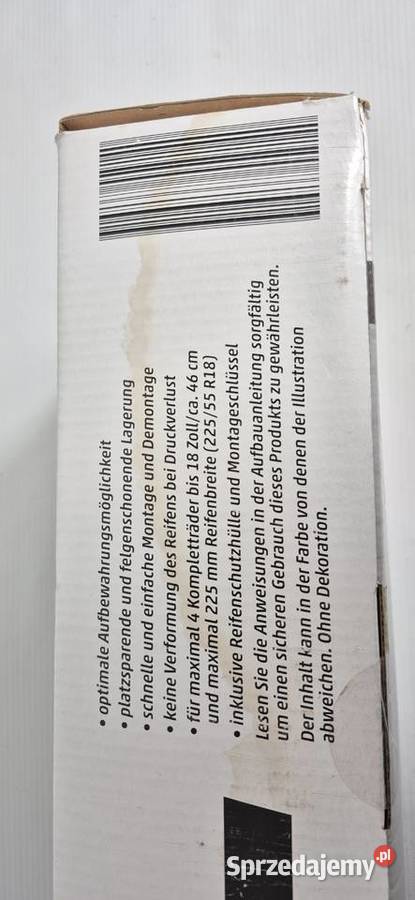 • optimale Aufbewahrungsmöglichkeit
• platzsparende und felgenschonende Lagerung
• schnelle und einfache Montage und Demontage
• keine Verformung des Reifens bei Druckverlust
• für maximal 4 Kompletträder bis 18 Zoll/ca. 46 cm
und maximal 225 mm Reifenbreite (225/55 R18)
• inklusive Reifenschutzhülle und Montageschlüssel
Lesen Sie die Anweisungen in der Aufbauanleitung sorgfältig
um einen sicheren Gebrauch dieses Produkts zu gewährleisten.
Der Inhalt kann in der Farbe von denen der Illustration
abweichen. Ohne Dekoration.
Sprzedajemy.pl